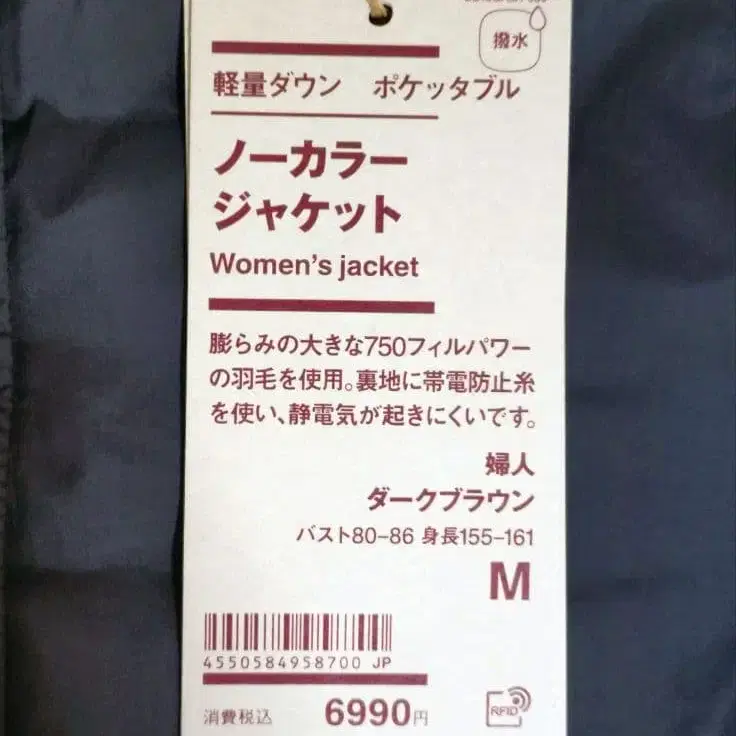 撥水
軽量ダウン ポケッタブル
ノーカラー
ジャケット
Women's jacket
膨らみの大きな750フィルパワー
の羽毛を使用。裏地に帯電防止糸
を使い、静電気が起きにくいです。
婦人
ダークブラウン
バスト80-86 身長155-161
M
4550584958700 JP
消費税込 6990円
RFID